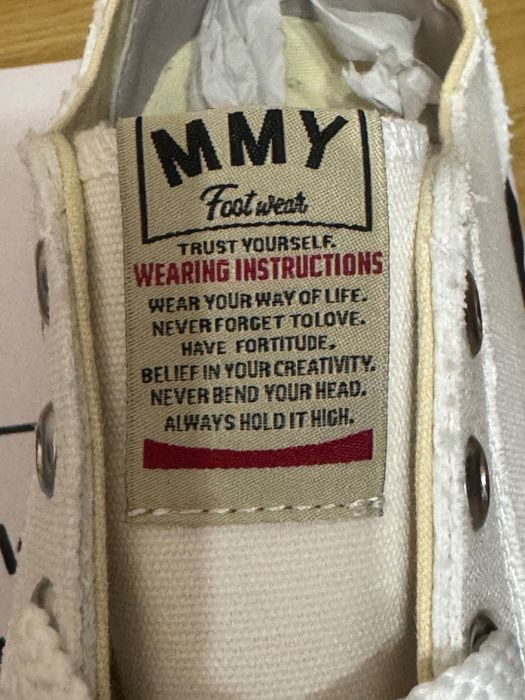 MMY
Footwear
TRUST YOURSELF.
WEARING INSTRUCTIONS
WEAR YOUR WAY OF LIFE.
NEVER FORGET TO LOVE.
HAVE FORTITUDE.
BELIEF IN YOUR CREATIVITY.
NEVER BEND YOUR HEAD.
ALWAYS HOLD IT HIGH.